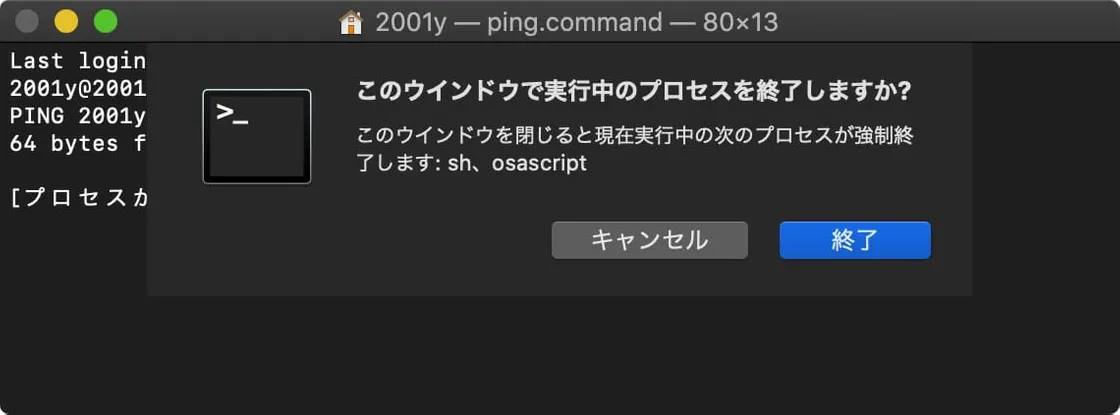 2001y — ping.command — 80×13
Last login
2001y@2001
PING 2001y
64 bytes f
[プロセスが
>_
このウインドウで実行中のプロセスを終了しますか?
このウインドウを閉じると現在実行中の次のプロセスが強制終
了します: sh、osascript
キャンセル
終了